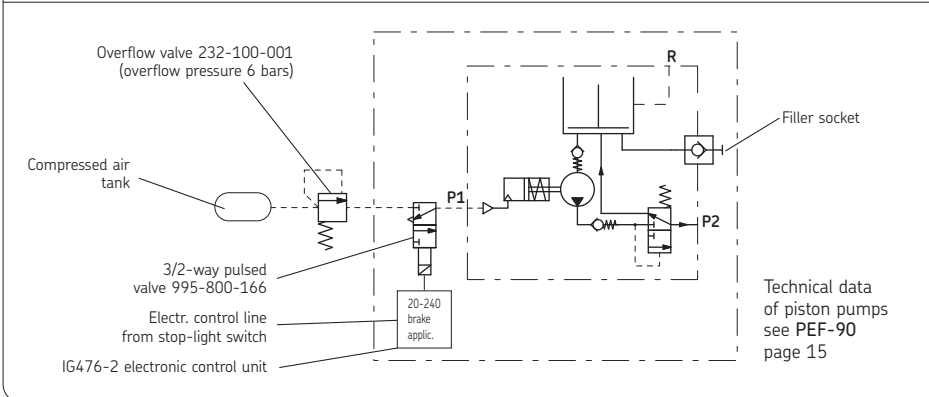 Overflow valve 232-100-001
(overflow pressure 6 bars)
R
Filler socket
Compressed air
tank
P1
P2
3/2-way pulsed
valve 995-800-166
20-240
brake
applic.
Electr. control line
from stop-light switch
IG476-2 electronic control unit
Technical data
of piston pumps
see PEF-90
page 15